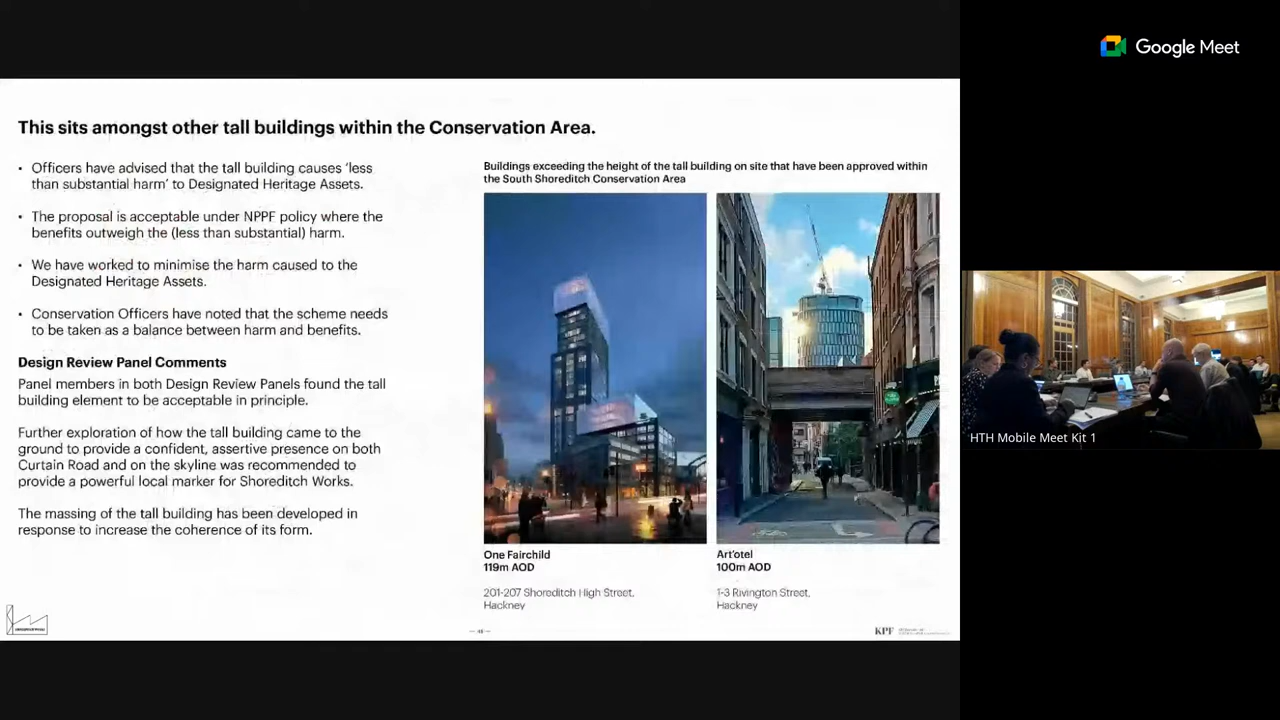 Google Meet
This sits amongst other tall buildings within the Conservation Area.
• Officers have advised that the tall building causes 'less
than substantial harm' to Designated Heritage Assets.
• The proposal is acceptable under NPPF policy where the
benefits outweigh the (less than substantial) harm.
• We have worked to minimise the harm caused to the
Designated Heritage Assets.
• Conservation Officers have noted that the scheme needs
to be taken as a balance between harm and benefits.
Design Review Panel Comments
Panel members in both Design Review Panels found the tall
building element to be acceptable in principle.
Further exploration of how the tall building came to the
ground to provide a confident, assertive presence on both
Curtain Road and on the skyline was recommended to
provide a powerful local marker for Shoreditch Works.
The massing of the tall building has been developed in
response to increase the coherence of its form.
Buildings exceeding the height of the tall building on site that have been approved within
the South Shoreditch Conservation Area
One Fairchild
119m AOD
201-207 Shoreditch High Street,
Hackney
Art'otel
100m AOD
1-3 Rivington Street,
Hackney
KPF
HTH Mobile Meet Kit 1